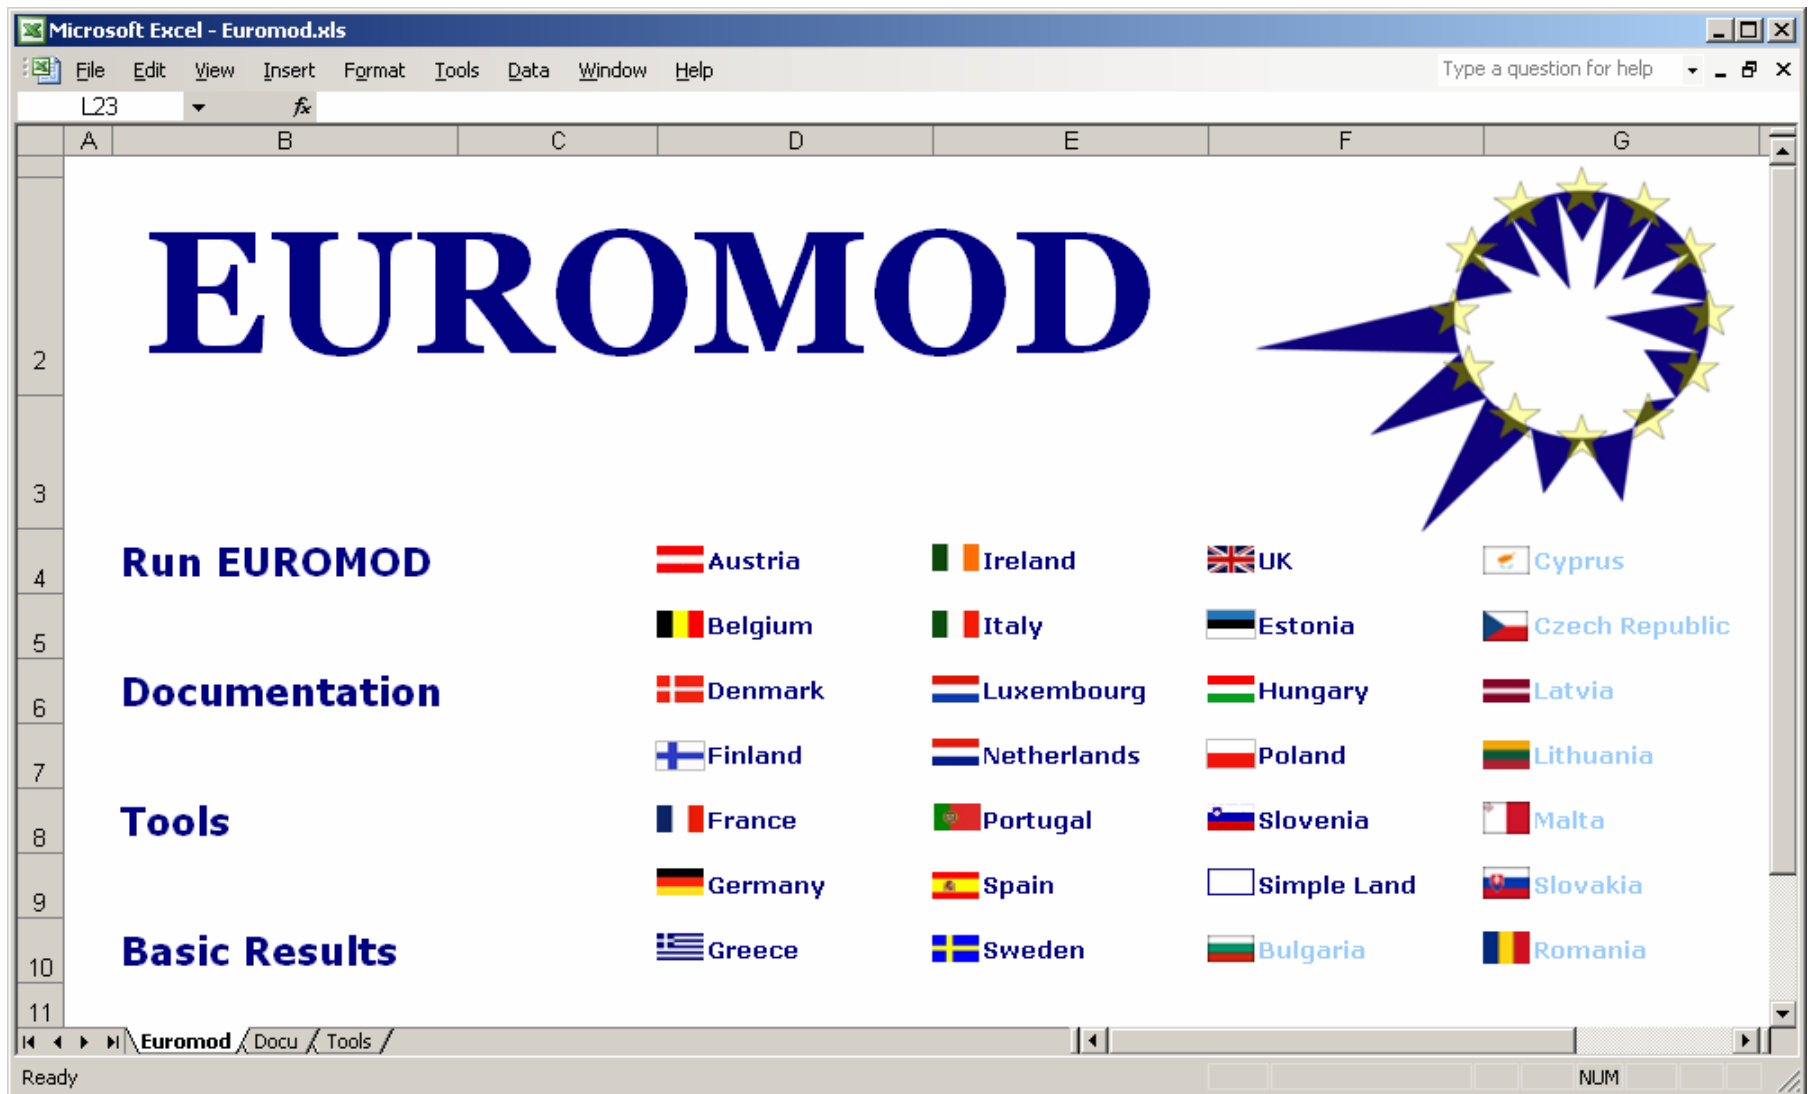 Microsoft Excel - Euromod.xls
File Edit View Insert Format Tools Data Window Help Type a question for help
L23 fx
A B C D E F G
EUROMOD
2
3
4 Run EUROMOD Austria Ireland UK Cyprus
5 Belgium Italy Estonia Czech Republic
6 Documentation Denmark Luxembourg Hungary Latvia
7 Finland Netherlands Poland Lithuania
8 Tools France Portugal Slovenia Malta
9 Germany Spain Simple Land Slovakia
10 Basic Results Greece Sweden Bulgaria Romania
11
Euromod Docu Tools
Ready NUM